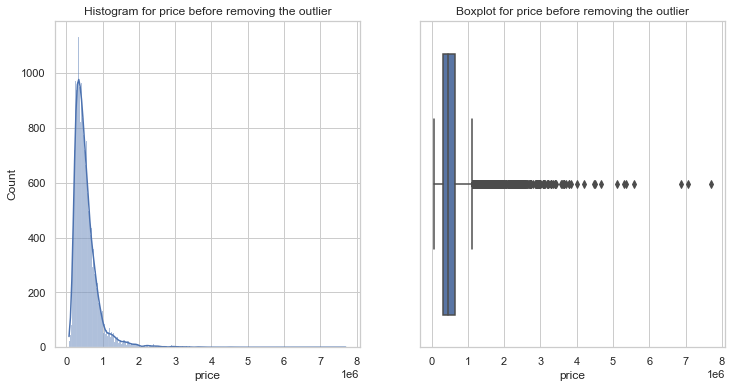 Histogram for price before removing the outlier
1000
800
600
400
200
0
Count
0 1 2 3 4 5 6 7 8
1e6
price
Boxplot for price before removing the outlier
0 1 2 3 4 5 6 7 8
1e6
price